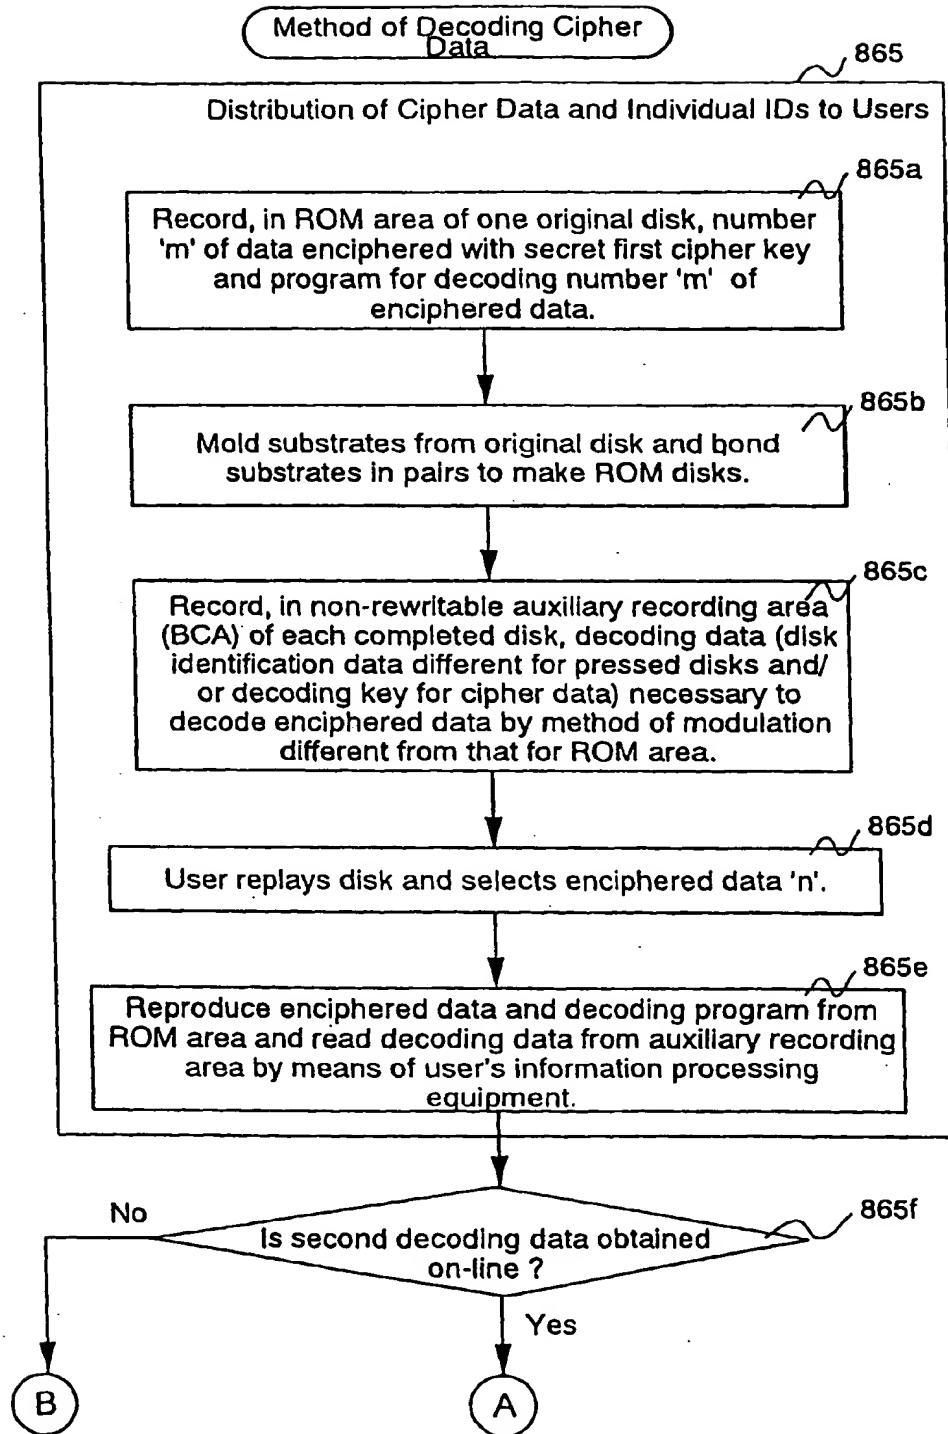 Method of Decoding Cipher
Data
865
Distribution of Cipher Data and Individual IDs to Users
865a
Record, in ROM area of one original disk, number
'm' of data enciphered with secret first cipher key
and program for decoding number 'm' of
enciphered data.
865b
Mold substrates from original disk and bond
substrates in pairs to make ROM disks.
865c
Record, in non-rewritable auxiliary recording area
(BCA) of each completed disk, decoding data (disk
identification data different for pressed disks and/
or decoding key for cipher data) necessary to
decode enciphered data by method of modulation
different from that for ROM area.
865d
User replays disk and selects enciphered data 'n'.
865e
Reproduce enciphered data and decoding program from
ROM area and read decoding data from auxiliary recording
area by means of user's information processing
equipment.
865f
No
Is second decoding data obtained
on-line ?
Yes
B
A